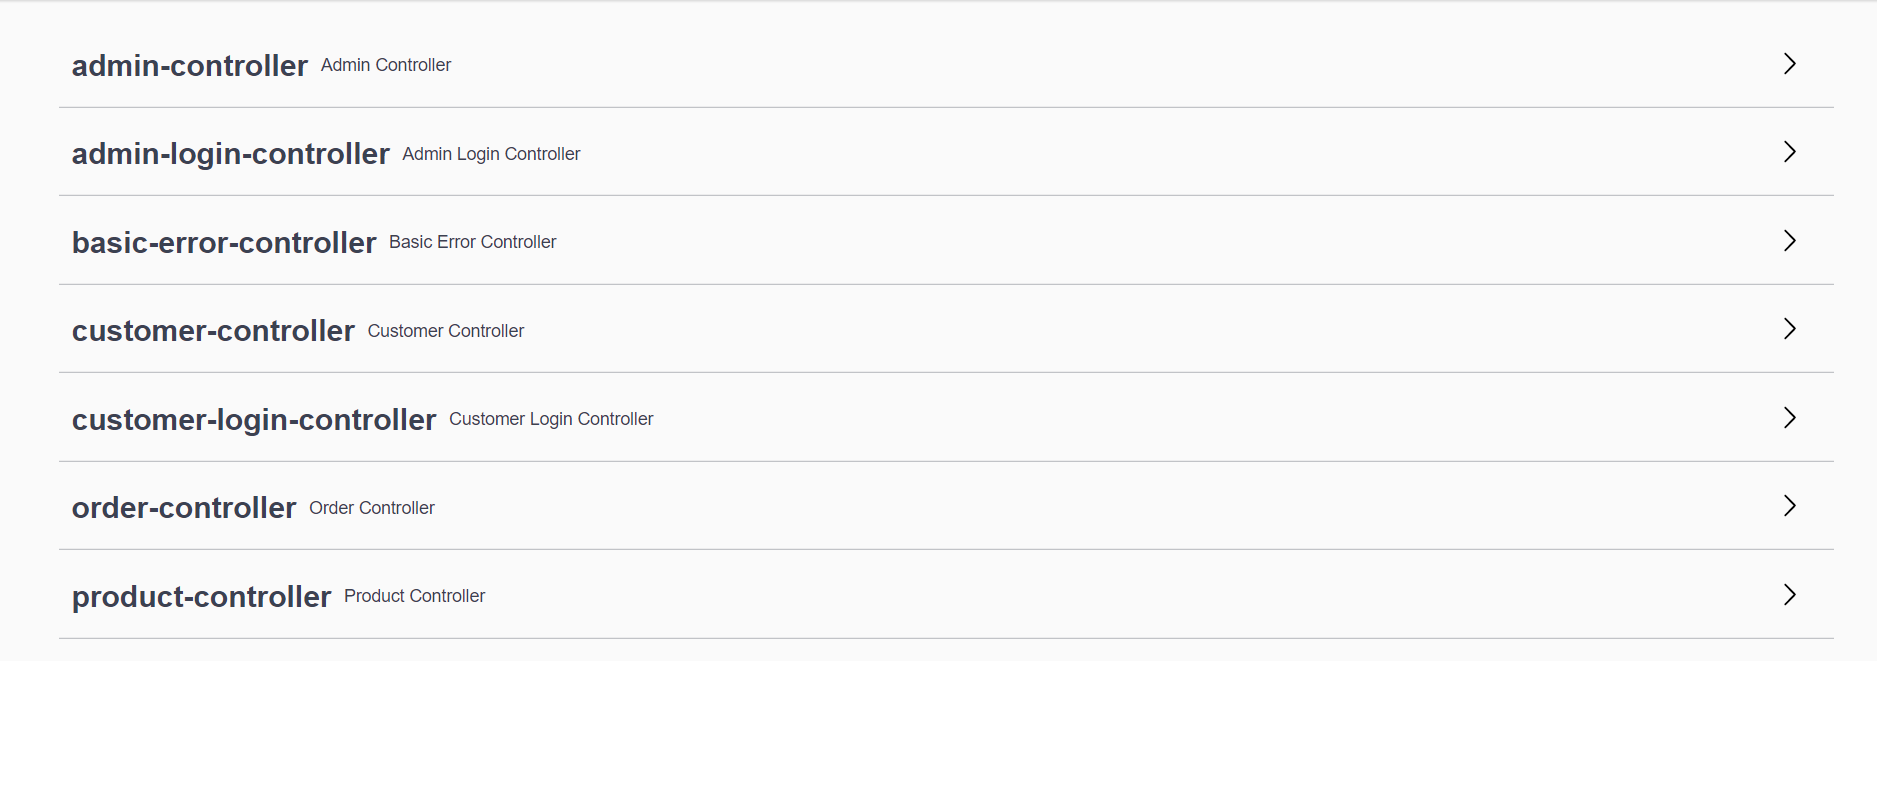 admin-controller Admin Controller
admin-login-controller Admin Login Controller
basic-error-controller Basic Error Controller
customer-controller Customer Controller
customer-login-controller Customer Login Controller
order-controller Order Controller
product-controller Product Controller